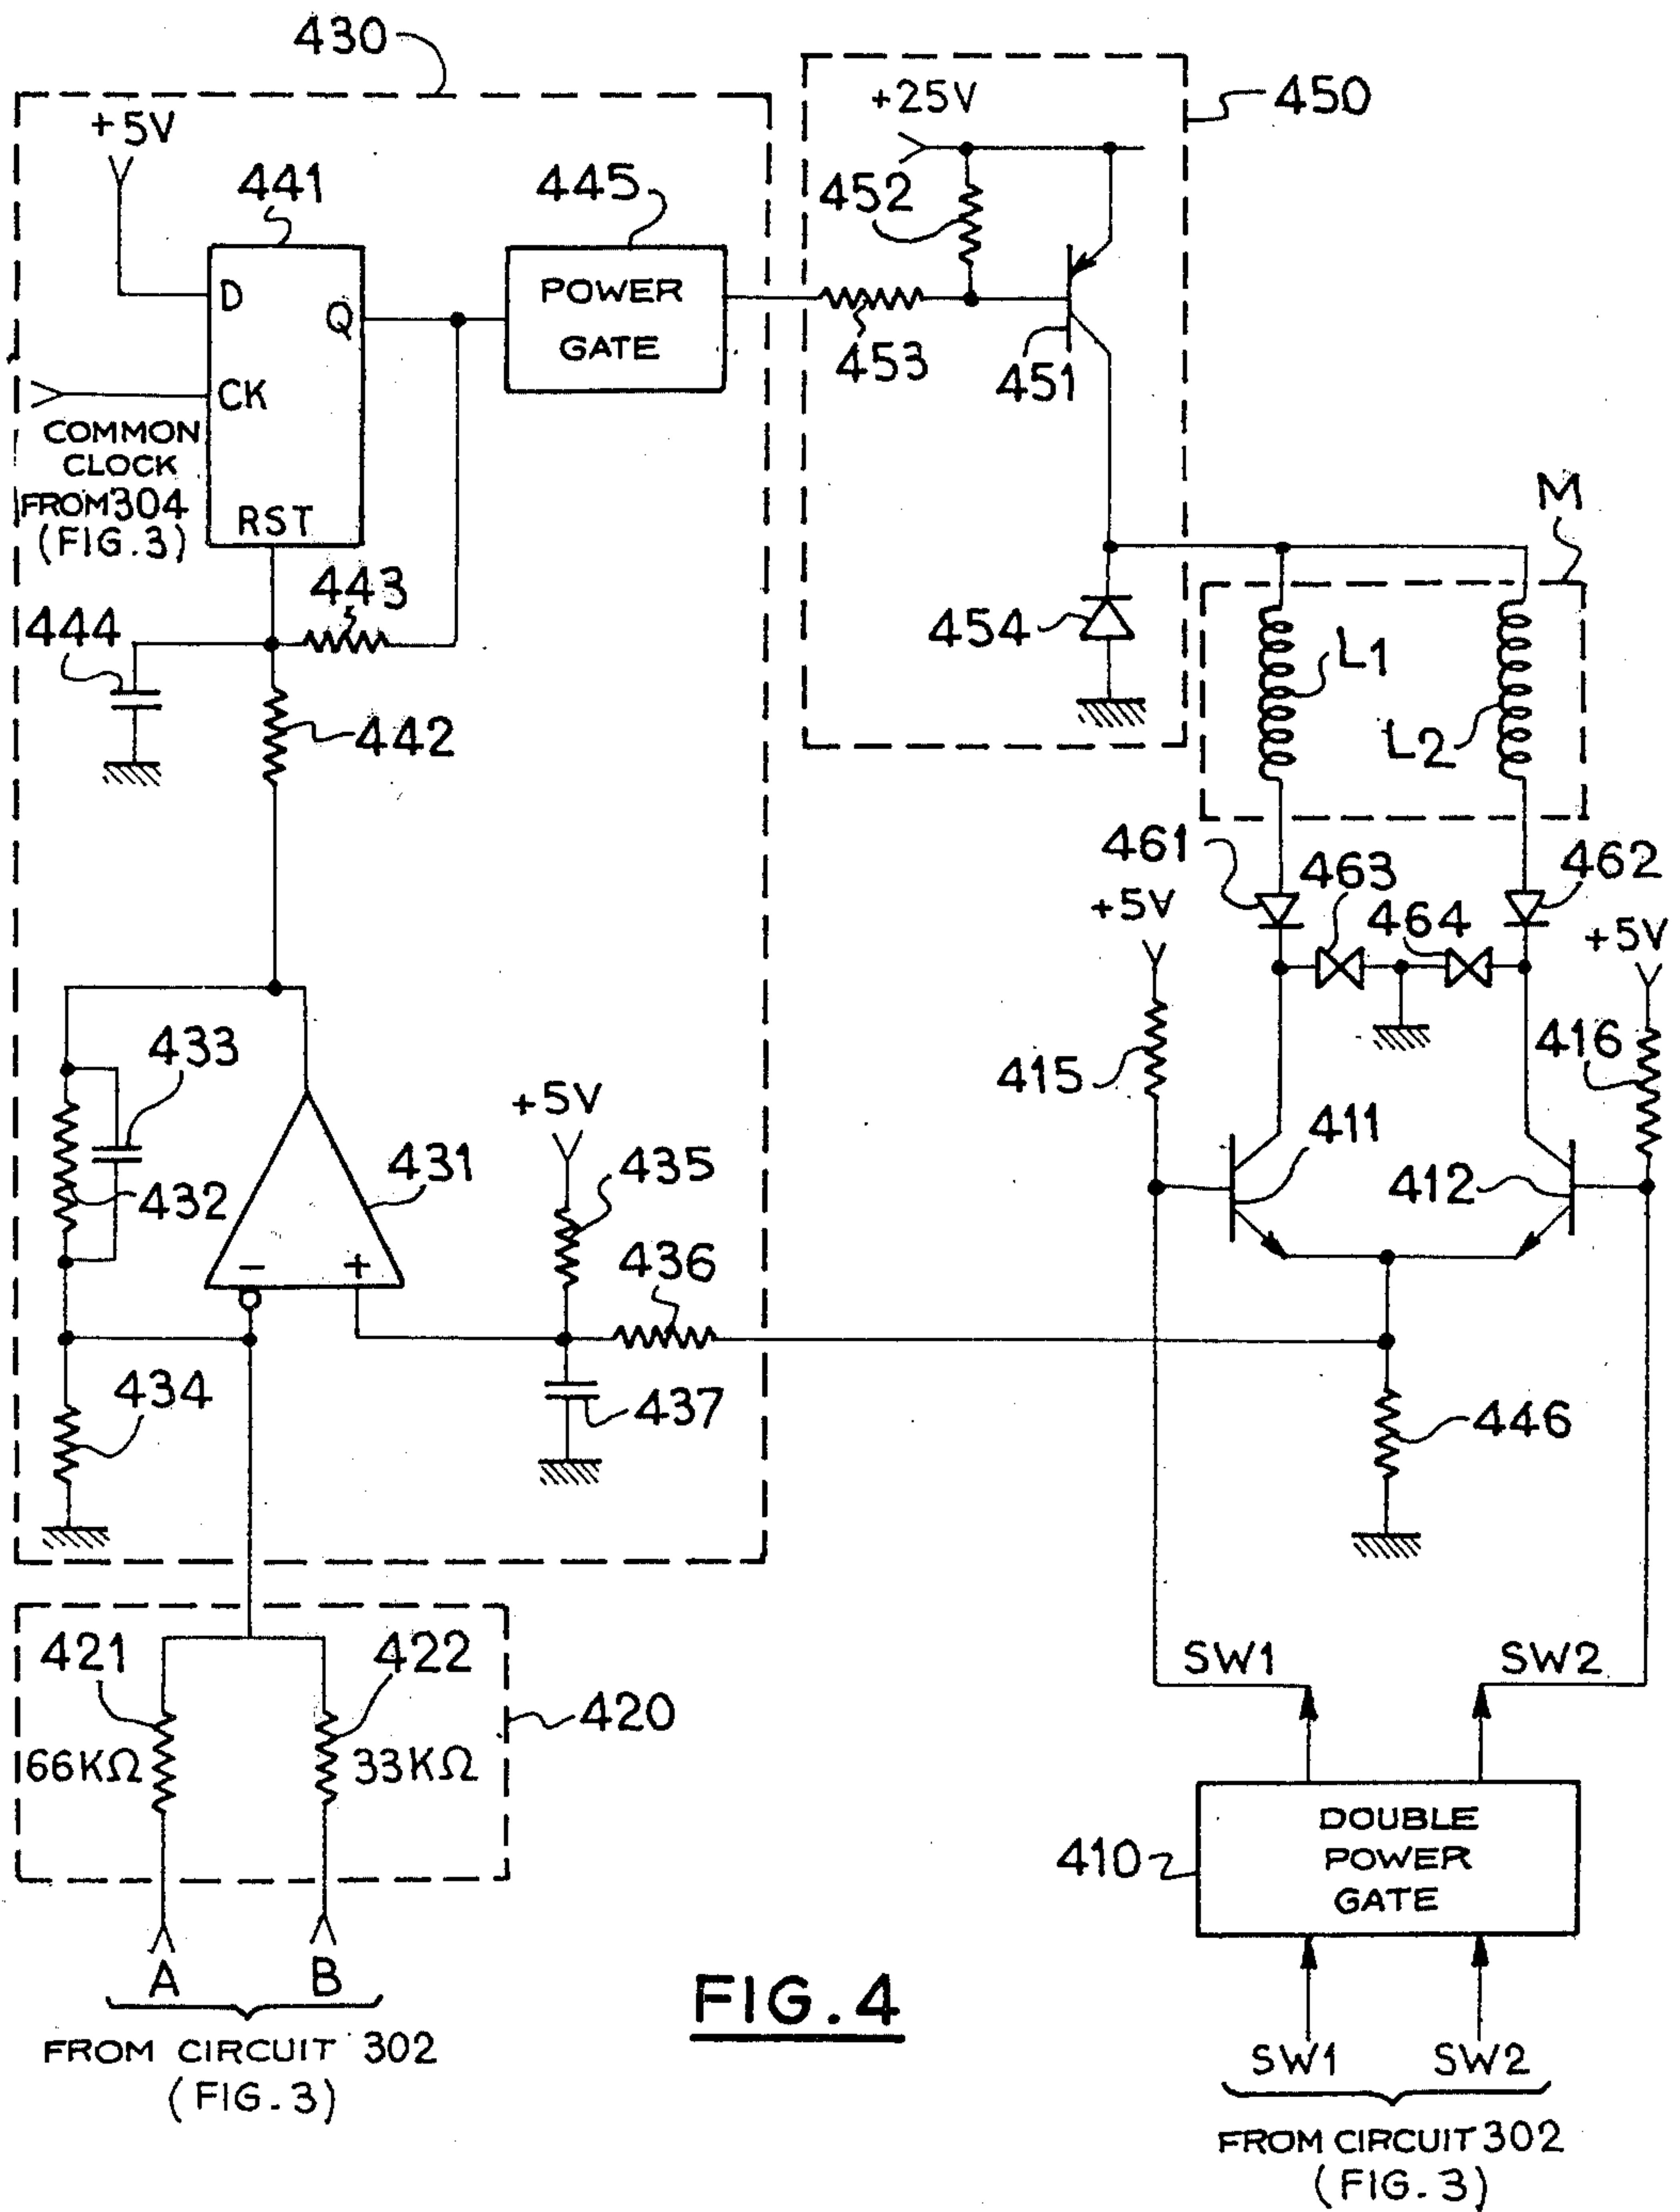 430
450
+5V
+25V
441
445
452
D
Q
POWER
GATE
CK
453
451
COMMON
CLOCK
FROM 304
(FIG.3)
RST
M
443
444
454
L1
442
L2
461
463
462
464
+5V
+5V
433
415
416
+5V
411
432
431
435
412
436
-
+
434
437
446
SW1
SW2
421
422
420
66KΩ
33KΩ
DOUBLE
POWER
GATE
410
A
B
FIG.4
FROM CIRCUIT 302
(FIG.3)
SW1
SW2
FROM CIRCUIT 302
(FIG.3)